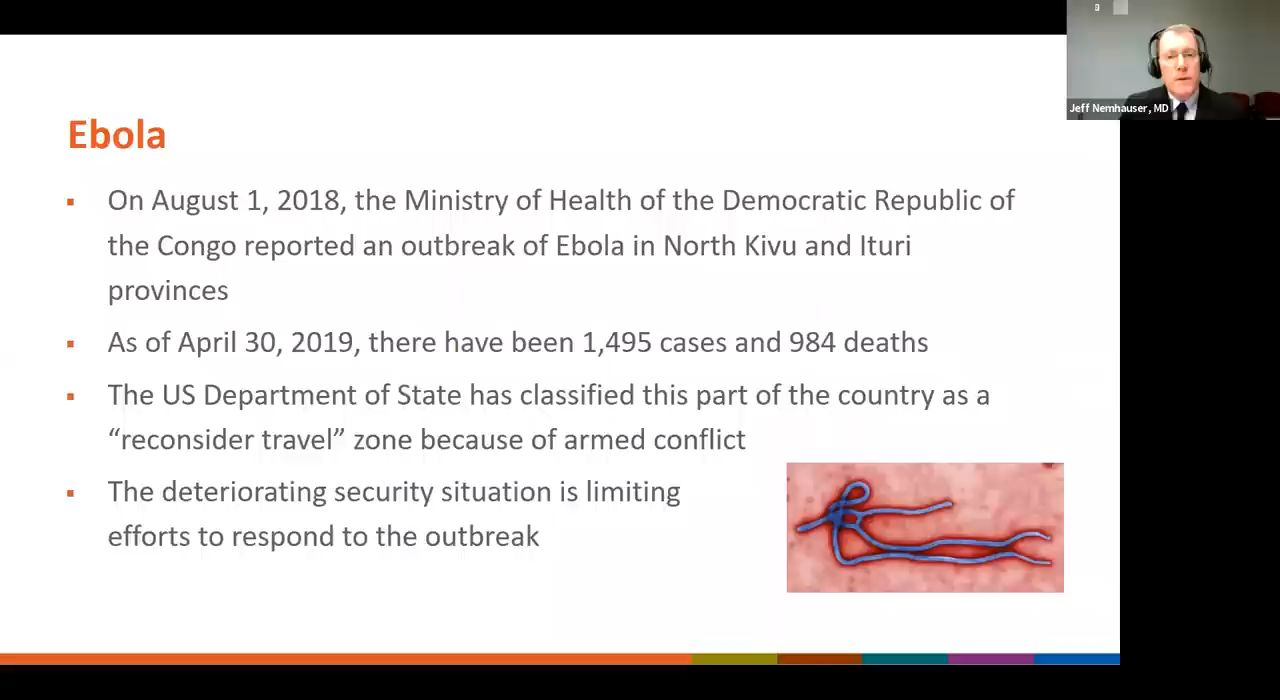 Jeff Nemhauser, MD
Ebola
▪ On August 1, 2018, the Ministry of Health of the Democratic Republic of
the Congo reported an outbreak of Ebola in North Kivu and Ituri
provinces
▪ As of April 30, 2019, there have been 1,495 cases and 984 deaths
▪ The US Department of State has classified this part of the country as a
“reconsider travel” zone because of armed conflict
▪ The deteriorating security situation is limiting
efforts to respond to the outbreak